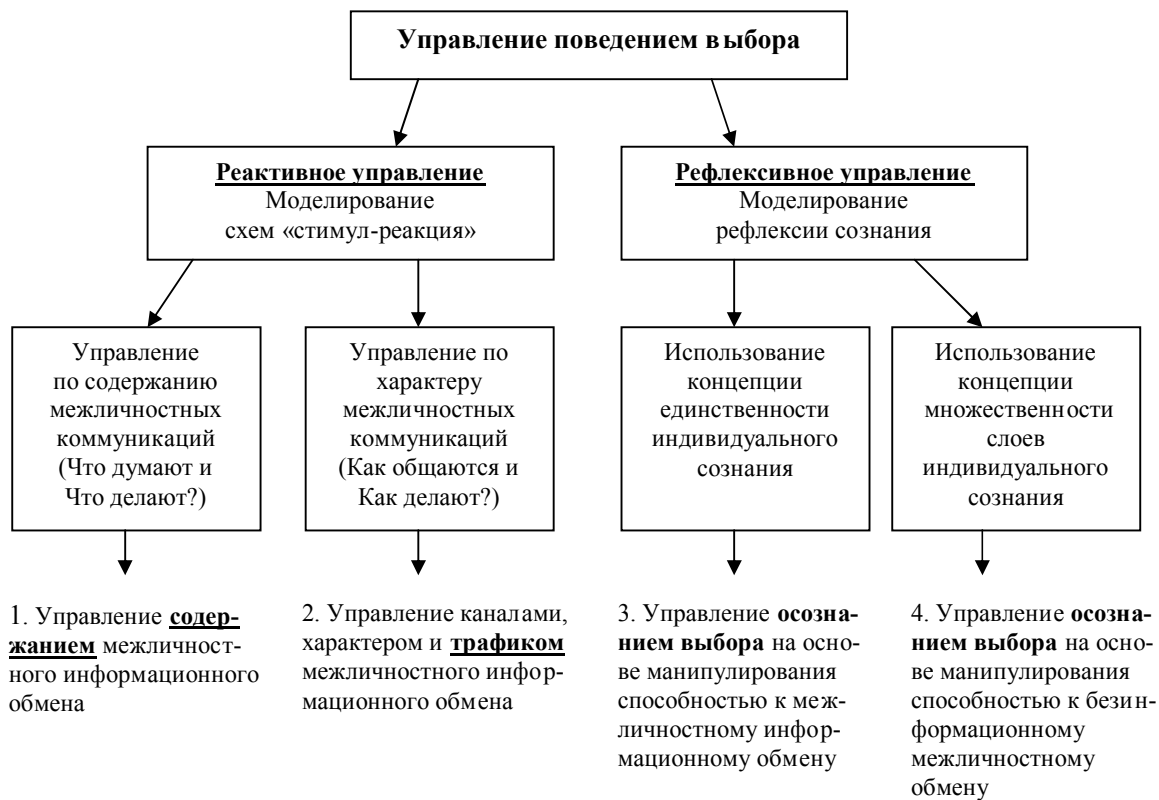 Управление поведением выбора
Реактивное управление
Моделирование
схем «стимул-реакция»
Рефлексивное управление
Моделирование
рефлексии сознания
Управление
по содержанию
межличностных
коммуникаций
(Что думают и
Что делают?)
Управление по
характеру
межличностных
коммуникаций
(Как общаются и
Как делают?)
Использование
концепции
единственности
индивидуального
сознания
Использование
концепции
множественности
слоев
индивидуального
сознания
1. Управление содер-
жанием межличност-
ного информационного
обмена
2. Управление каналами,
характером и трафиком
межличностного инфор-
мационного обмена
3. Управление осозна-
нием выбора на осно-
ве манипулирования
способностью к меж-
личностному инфор-
мационному обмену
4. Управление осозна-
нием выбора на осно-
ве манипулирования
способностью к безин-
формационному
межличностному
обмену